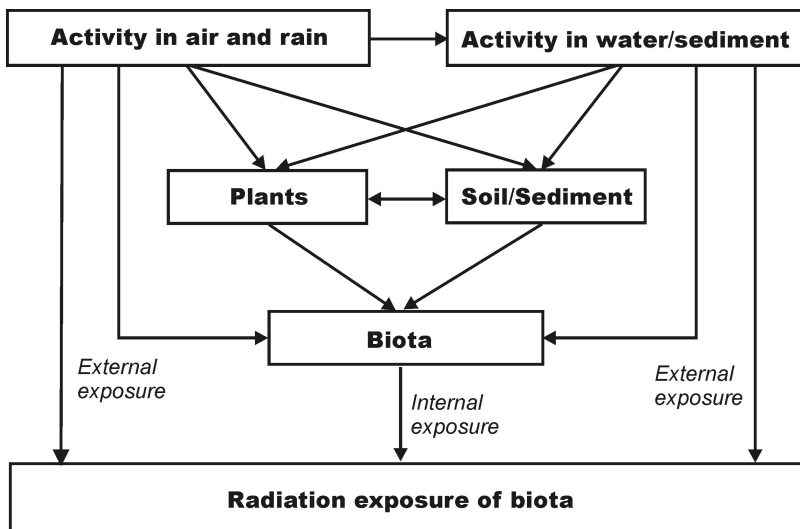 Activity in air and rain
Activity in water/sediment
Plants
Soil/Sediment
Biota
External
exposure
Internal
exposure
External
exposure
Radiation exposure of biota